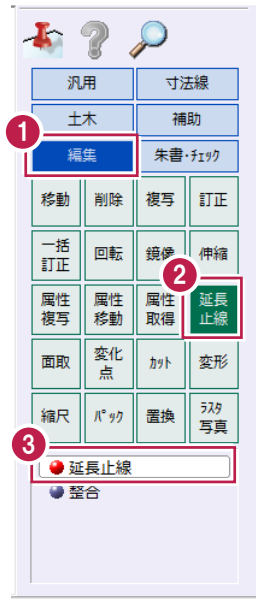 汎用 寸法線
土木 補助
1
編集 朱書・ﾁｪｯｸ
移動 削除 複写 訂正
一括訂正 回転 鏡像 伸縮
2
属性複写 属性移動 属性取得 延長止線
面取 変化点 ｶｯﾄ 変形
縮尺 ﾊﾟｯｸ 置換 ﾗｽﾀ写真
3
延長止線
整合